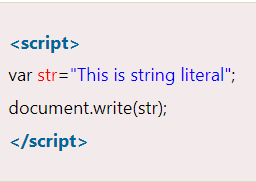 <script>
var str="This is string literal";
document.write(str);
</script>